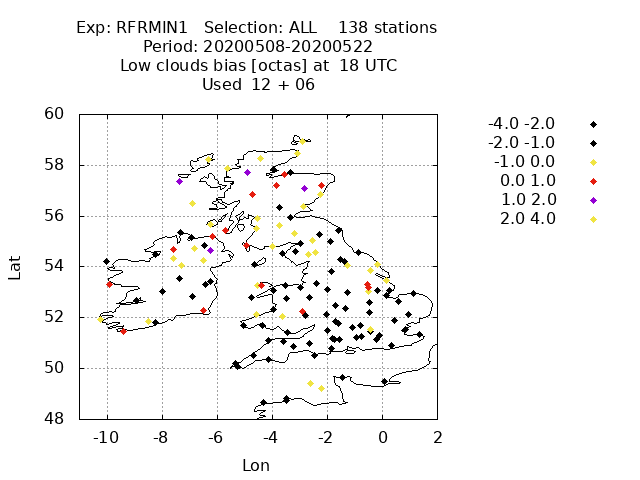 Exp: RFRMIN1   Selection: ALL    138 stations
Period: 20200508-20200522
Low clouds bias [octas] at  18 UTC
Used  12 + 06
-4.0 -2.0
-2.0 -1.0
-1.0 0.0
0.0 1.0
1.0 2.0
2.0 4.0
60
58
56
54
52
50
48
Lat
-10 -8 -6 -4 -2 0 2
Lon